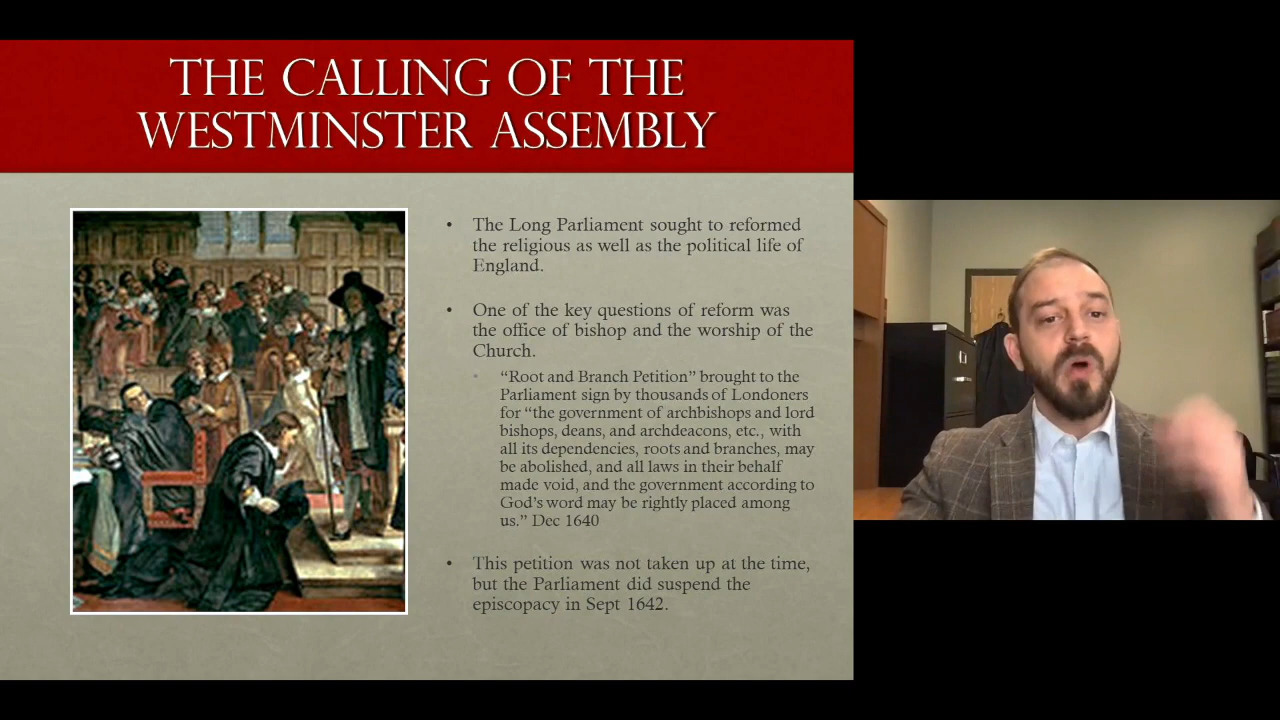 THE CALLING OF THE
WESTMINSTER ASSEMBLY
• The Long Parliament sought to reformed
the religious as well as the political life of
England.
• One of the key questions of reform was
the office of bishop and the worship of the
Church.
• “Root and Branch Petition” brought to the
Parliament sign by thousands of Londoners
for “the government of archbishops and lord
bishops, deans, and archdeacons, etc., with
all its dependencies, roots and branches, may
be abolished, and all laws in their behalf
made void, and the government according to
God’s word may be rightly placed among
us.” Dec 1640
• This petition was not taken up at the time,
but the Parliament did suspend the
episcopacy in Sept 1642.